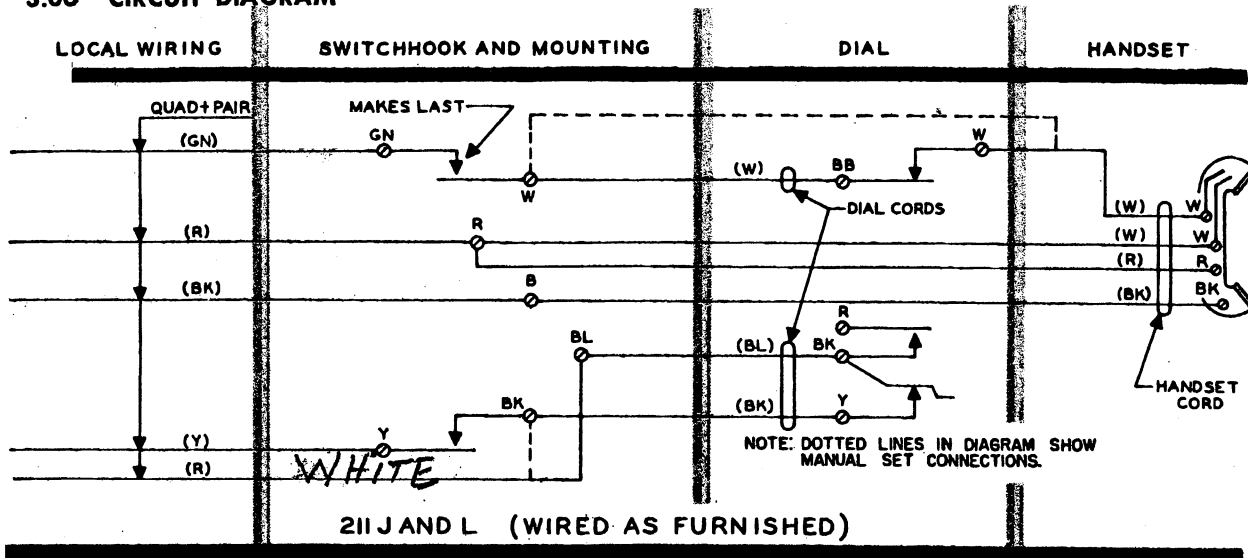 LOCAL WIRING
SWITCHHOOK AND MOUNTING
DIAL
HANDSET
QUAD+PAIR
MAKES LAST
(GN)
GN
W
W
(W)
BB
DIAL CORDS
(W)
W
(R)
R
(W)
W
(R)
R
(BK)
B
(BK)
BK
R
BL
(BL)
BK
HANDSET
CORD
BK
(BK)
Y
(Y)
Y
NOTE: DOTTED LINES IN DIAGRAM SHOW
MANUAL SET CONNECTIONS.
(R)
WHITE
211 J AND L (WIRED AS FURNISHED)